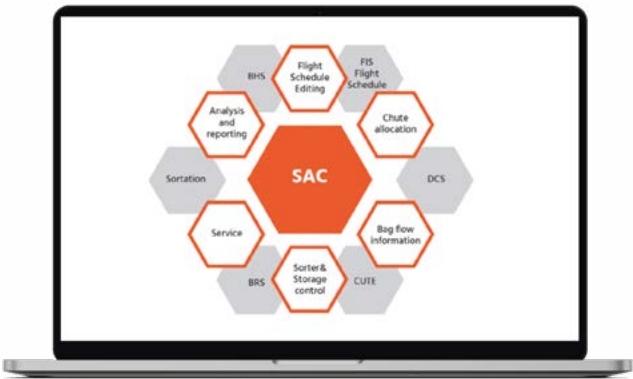 BHS
Flight
Schedule
Editing
FIS
Flight
Schedule
Analysis
and
reporting
Chute
allocation
Sortation
SAC
DCS
Service
Bag flow
information
BRS
Sorter&
Storage
control
CUTE